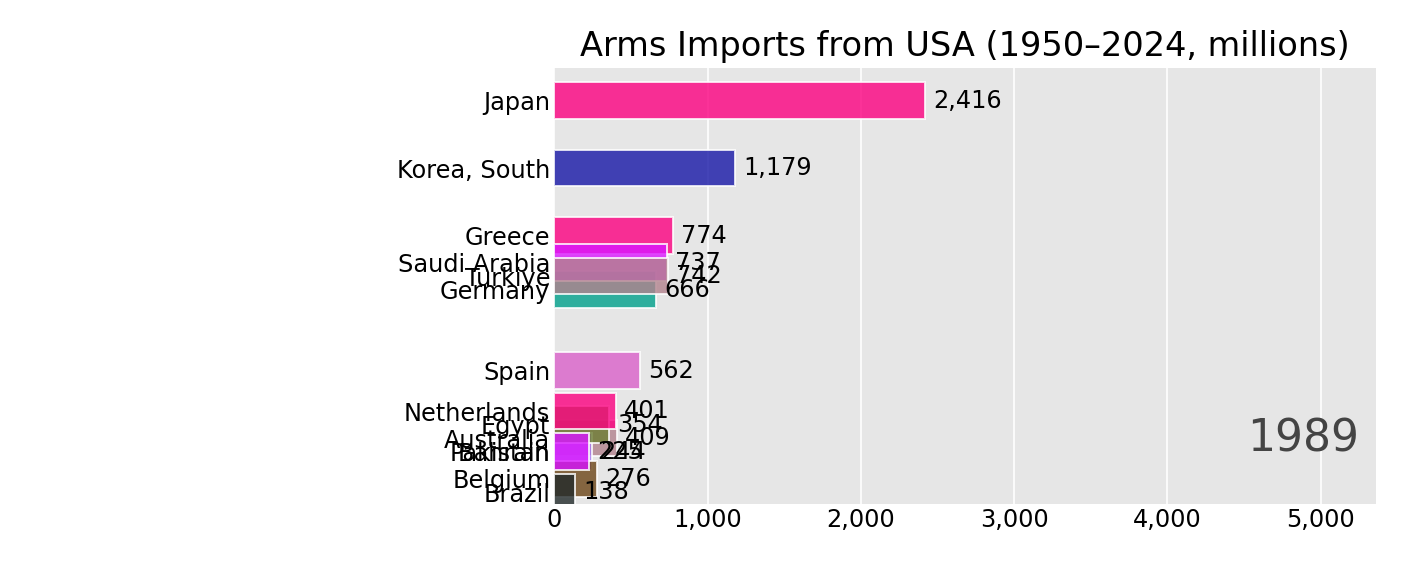 Arms Imports from USA (1950–2024, millions)
Japan 2,416
Korea, South 1,179
Greece 774
Saudi Arabia 737
Türkiye 742
Germany 666
Spain 562
Netherlands 401
Egypt 354
Australia 409
Belgium 276
Brazil 138
1989
0 1,000 2,000 3,000 4,000 5,000